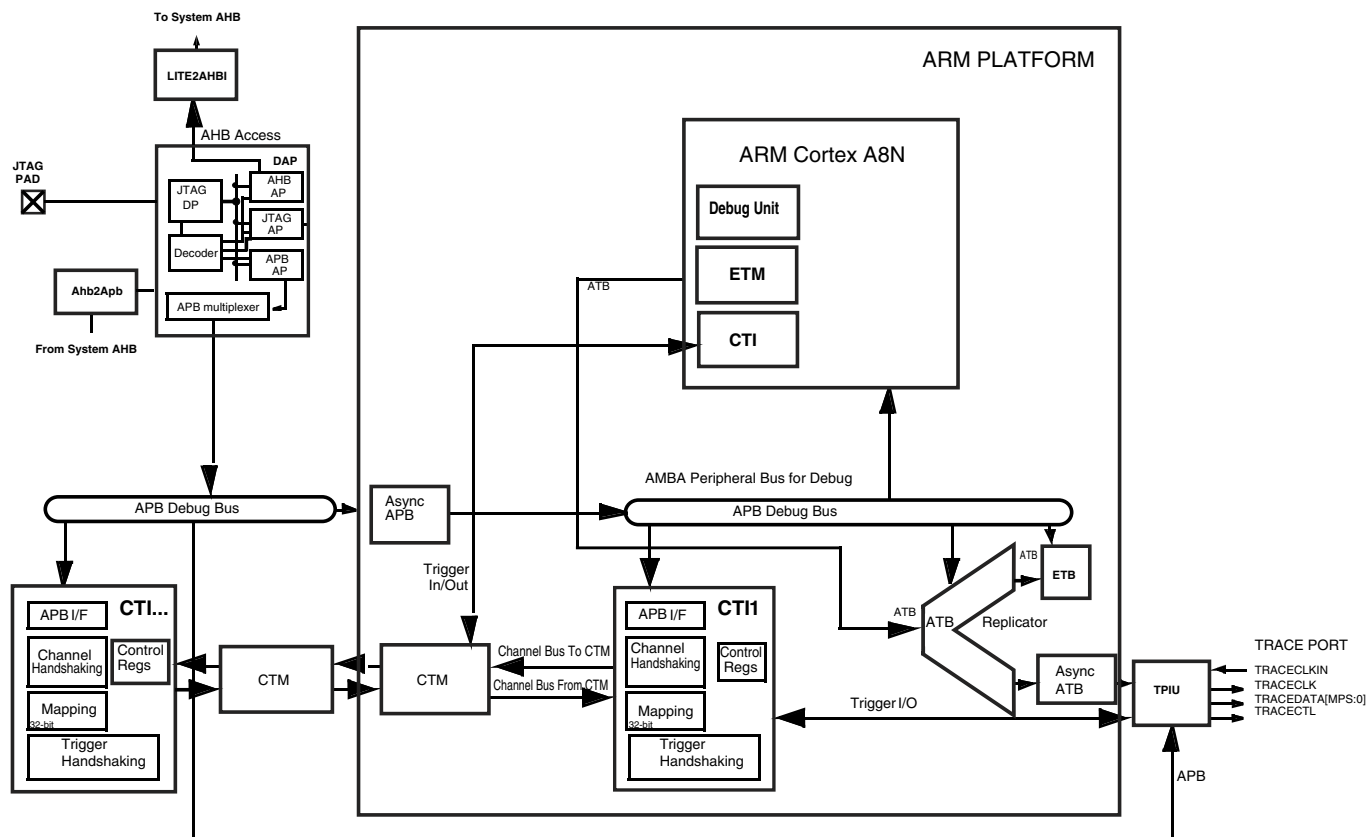 To System AHB
LITE2AHBI
AHB Access
DAP
JTAG
PAD
JTAG
DP
AHB
AP
JTAG
AP
Decoder
APB
AP
Ahb2Apb
APB multiplexer
From System AHB
ARM PLATFORM
ARM Cortex A8N
Debug Unit
ETM
CTI
ATB
AMBA Peripheral Bus for Debug
APB Debug Bus
Async
APB
APB Debug Bus
Trigger
In/Out
CTI...
APB I/F
Channel
Handshaking
Control
Regs
Mapping
32-bit
Trigger
Handshaking
CTM
CTM
Channel Bus To CTM
Channel Bus From CTM
CTI1
APB I/F
Channel
Handshaking
Control
Regs
Mapping
32-bit
Trigger
Handshaking
ATB
ATB
Replicator
ATB
ETB
Async
ATB
Trigger I/O
TPIU
TRACE PORT
TRACECLKIN
TRACECLK
TRACEDATA[MPS:0]
TRACECTL
APB